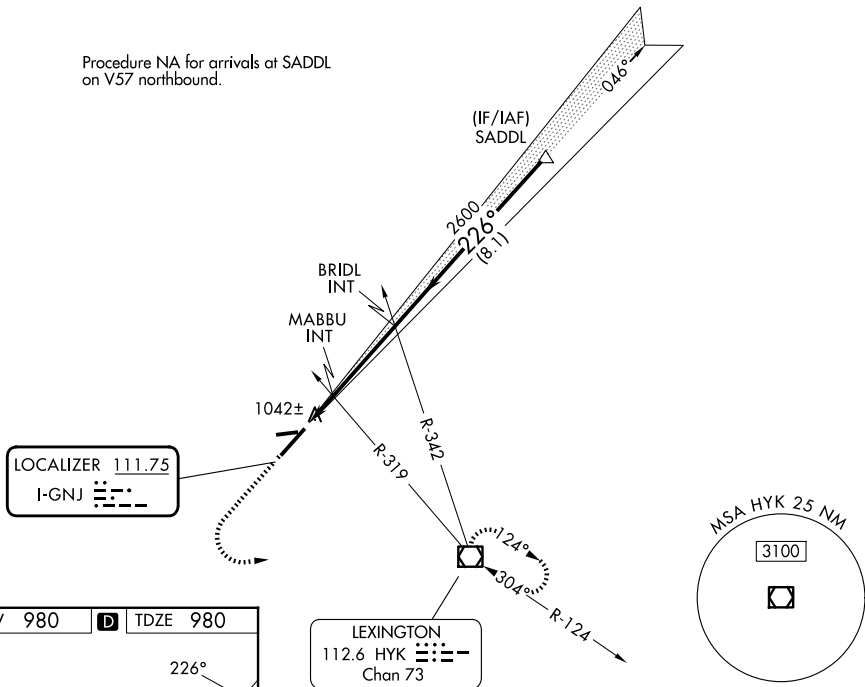 Procedure NA for arrivals at SADDL
on V57 northbound.
046°
(IF/IAF)
SADDL
2600
226°
(8.1)
BRIDL
INT
MABBU
INT
1042±
R-342
R-319
LOCALIZER 111.75
I-GNJ
124°
304°
R-124
LEXINGTON
112.6 HYK
Chan 73
MSA HYK 25 NM
3100
980 D TDZE 980
226°